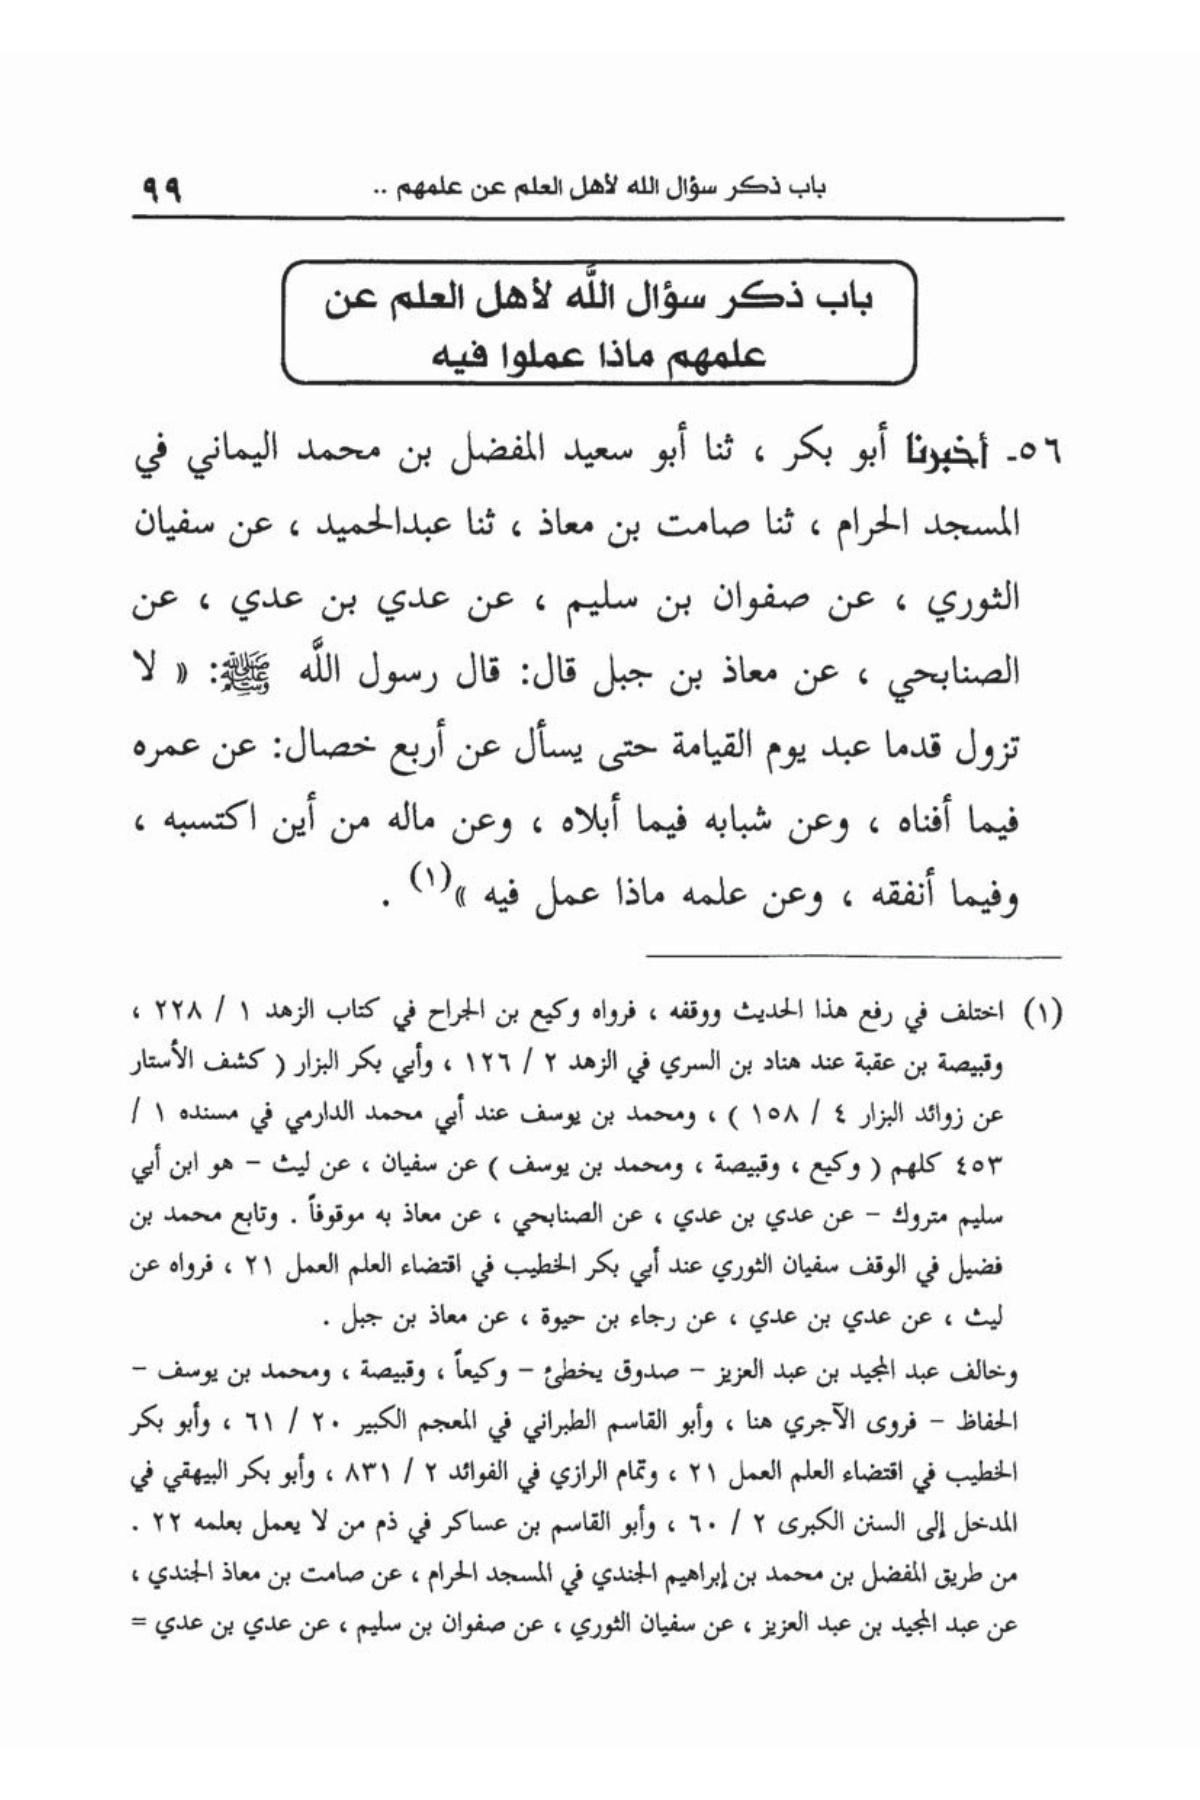 باب ذكر سؤال الله لأهل العلم عن علمهم .. ٩٩
باب ذكر سؤال اللَّه لأهل العلم عن
علمهم ماذا عملوا فيه
٥٦- أخبرنا أبو بكر ، ثنا أبو سعيد المفضل بن محمد اليماني في
المسجد الحرام ، ثنا صامت بن معاذ ، ثنا عبدالحميد ، عن سفيان
الثوري ، عن صفوان بن سليم ، عن عدي بن عدي ، عن
الصنابحي ، عن معاذ بن جبل قال: قال رسول اللَّه ﷺ: « لا
تزول قدما عبد يوم القيامة حتى يسأل عن أربع خصال: عن عمره
فيما أفناه ، وعن شبابه فيما أبلاه ، وعن ماله من أين اكتسبه ،
وفيما أنفقه ، وعن علمه ماذا عمل فيه »(١) .
(١) اختلف في رفع هذا الحديث ووقفه ، فرواه وكيع بن الجراح في كتاب الزهد ١ / ٢٢٨ ،
وقبيصة بن عقبة عند هناد بن السري في الزهد ٢ / ١٢٦ ، وأبي بكر البزار ( كشف الأستار
عن زوائد البزار ٤ / ١٥٨ ) ، ومحمد بن يوسف عند أبي محمد الدارمي في مسنده ١ /
٤٥٣ كلهم ( وكيع ، وقبيصة ، ومحمد بن يوسف ) عن سفيان ، عن ليث – هو ابن أبي
سليم متروك – عن عدي بن عدي ، عن الصنابحي ، عن معاذ به موقوفاً . وتابع محمد بن
فضيل في الوقف سفيان الثوري عند أبي بكر الخطيب في اقتضاء العلم العمل ٢١ ، فرواه عن
ليث ، عن عدي بن عدي ، عن رجاء بن حيوة ، عن معاذ بن جبل .
وخالف عبد المجيد بن عبد العزيز – صدوق يخطئ – وكيعاً ، وقبيصة ، ومحمد بن يوسف –
الحفاظ – فروى الآجري هنا ، وأبو القاسم الطبراني في المعجم الكبير ٢٠ / ٦١ ، وأبو بكر
الخطيب في اقتضاء العلم العمل ٢١ ، وتمام الرازي في الفوائد ٢ / ٨٣١ ، وأبو بكر البيهقي في
المدخل إلى السنن الكبرى ٢ / ٦٠ ، وأبو القاسم بن عساكر في ذم من لا يعمل بعلمه ٢٢ .
من طريق المفضل بن محمد بن إبراهيم الجندي في المسجد الحرام ، عن صامت بن معاذ الجندي ،
عن عبد المجيد بن عبد العزيز ، عن سفيان الثوري ، عن صفوان بن سليم ، عن عدي بن عدي =